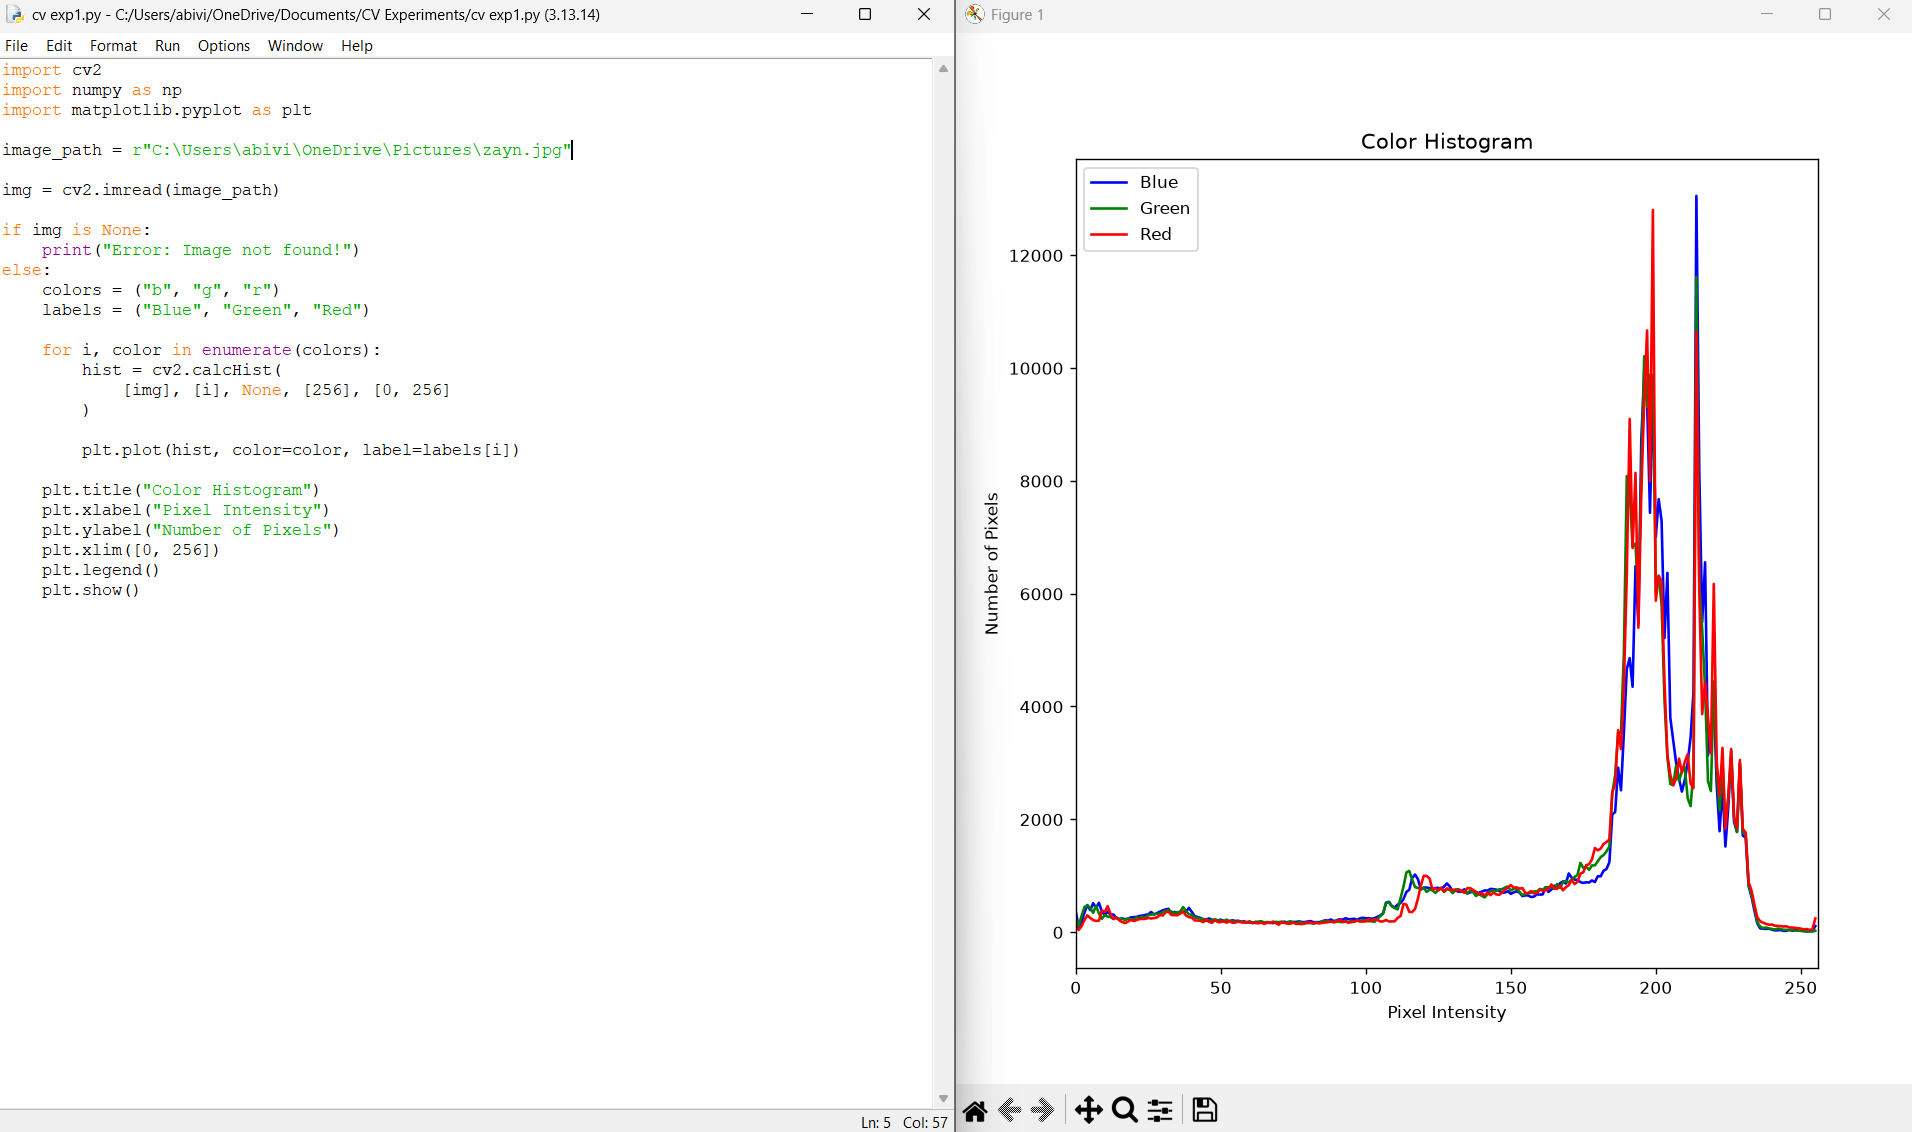 cv exp1.py - C:/Users/abivi/OneDrive/Documents/CV Experiments/cv exp1.py (3.13.14)
File Edit Format Run Options Window Help
import cv2
import numpy as np
import matplotlib.pyplot as plt
image_path = r"C:\Users\abivi\OneDrive\Pictures\zayn.jpg"
img = cv2.imread(image_path)
if img is None:
    print("Error: Image not found!")
else:
    colors = ("b", "g", "r")
    labels = ("Blue", "Green", "Red")
    for i, color in enumerate(colors):
        hist = cv2.calcHist(
            [img], [i], None, [256], [0, 256]
        )
        plt.plot(hist, color=color, label=labels[i])
    plt.title("Color Histogram")
    plt.xlabel("Pixel Intensity")
    plt.ylabel("Number of Pixels")
    plt.xlim([0, 256])
    plt.legend()
    plt.show()
Ln: 5 Col: 57
Figure 1
Color Histogram
Blue
Green
Red
12000
10000
8000
6000
4000
2000
0
Number of Pixels
0 50 100 150 200 250
Pixel Intensity